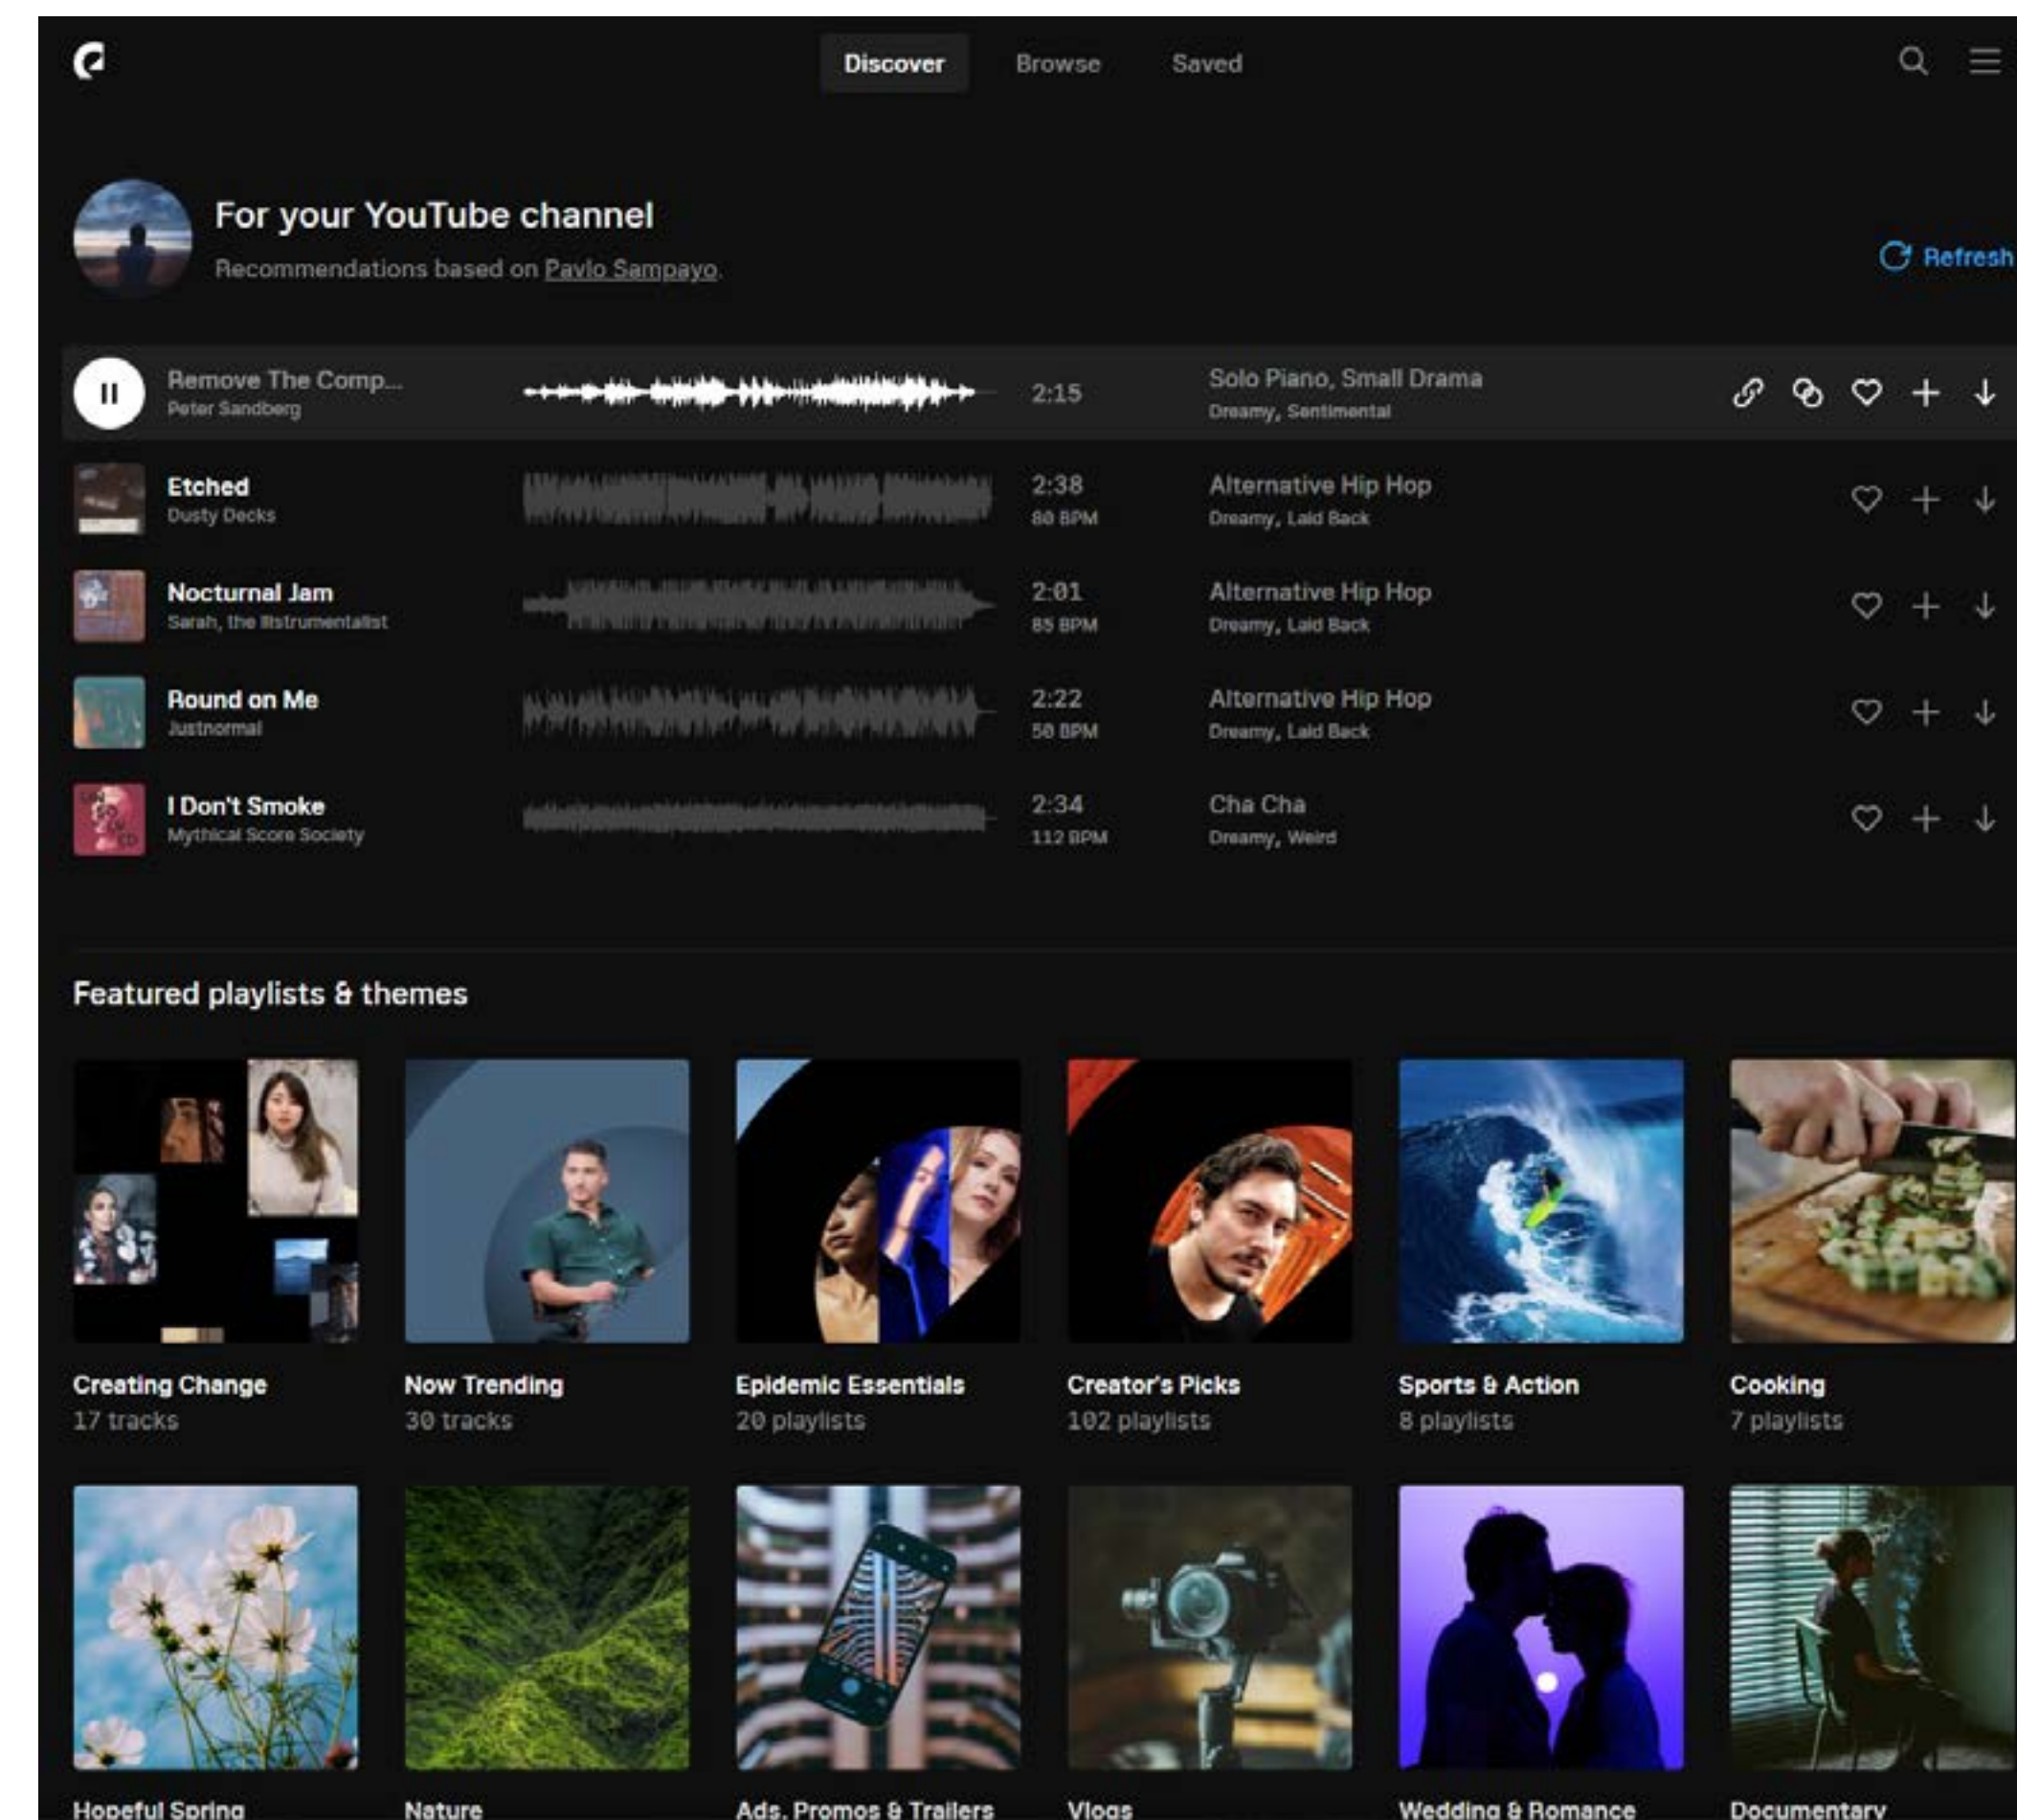 Discover
Browse
Saved
For your YouTube channel
Recommendations based on Pavlo Sampayo.
Refresh
Remove The Comp...
Peter Sandberg
2:15
Solo Piano, Small Drama
Dreamy, Sentimental
Etched
Dusty Decks
2:38
80 BPM
Alternative Hip Hop
Dreamy, Laid Back
Nocturnal Jam
Sarah, the Illstrumentalist
2:01
85 BPM
Alternative Hip Hop
Dreamy, Laid Back
Round on Me
Justnormal
2:22
50 BPM
Alternative Hip Hop
Dreamy, Laid Back
I Don't Smoke
Mythical Score Society
2:34
112 BPM
Cha Cha
Dreamy, Weird
Featured playlists & themes
Creating Change
17 tracks
Now Trending
30 tracks
Epidemic Essentials
20 playlists
Creator's Picks
102 playlists
Sports & Action
8 playlists
Cooking
7 playlists
Hopeful Spring
Nature
Ads, Promos & Trailers
Vlogs
Wedding & Romance
Documentary